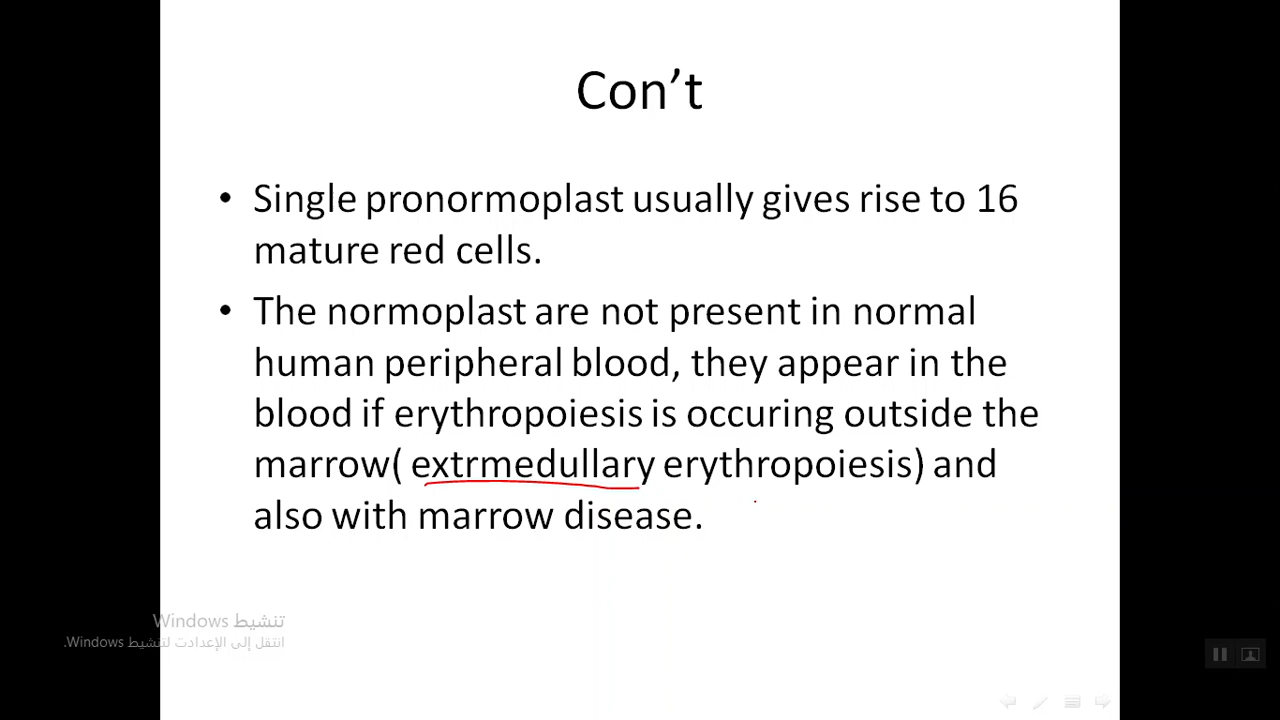 Con’t
• Single pronormoplast usually gives rise to 16
mature red cells.
• The normoplast are not present in normal
human peripheral blood, they appear in the
blood if erythropoiesis is occuring outside the
marrow( extrmedullary erythropoiesis) and
also with marrow disease.
تنشيط Windows
انتقل إلى الإعدادت لتنشيط Windows.